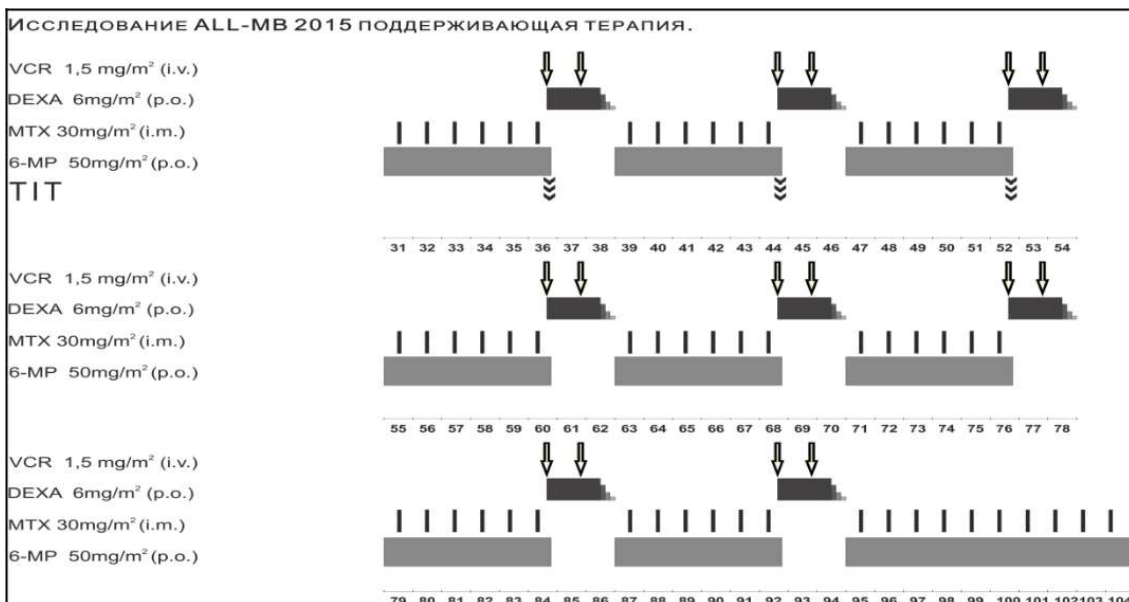 ИССЛЕДОВАНИЕ ALL-MB 2015 ПОДДЕРЖИВАЮЩАЯ ТЕРАПИЯ.
VCR 1,5 mg/m² (i.v.)
DEXA 6mg/m² (p.o.)
MTX 30mg/m² (i.m.)
6-MP 50mg/m² (p.o.)
TIT
31 32 33 34 35 36 37 38 39 40 41 42 43 44 45 46 47 48 49 50 51 52 53 54
VCR 1,5 mg/m² (i.v.)
DEXA 6mg/m² (p.o.)
MTX 30mg/m² (i.m.)
6-MP 50mg/m² (p.o.)
55 56 57 58 59 60 61 62 63 64 65 66 67 68 69 70 71 72 73 74 75 76 77 78
VCR 1,5 mg/m² (i.v.)
DEXA 6mg/m² (p.o.)
MTX 30mg/m² (i.m.)
6-MP 50mg/m² (p.o.)
79 80 81 82 83 84 85 86 87 88 89 90 91 92 93 94 95 96 97 98 99 100 101 102 103 104